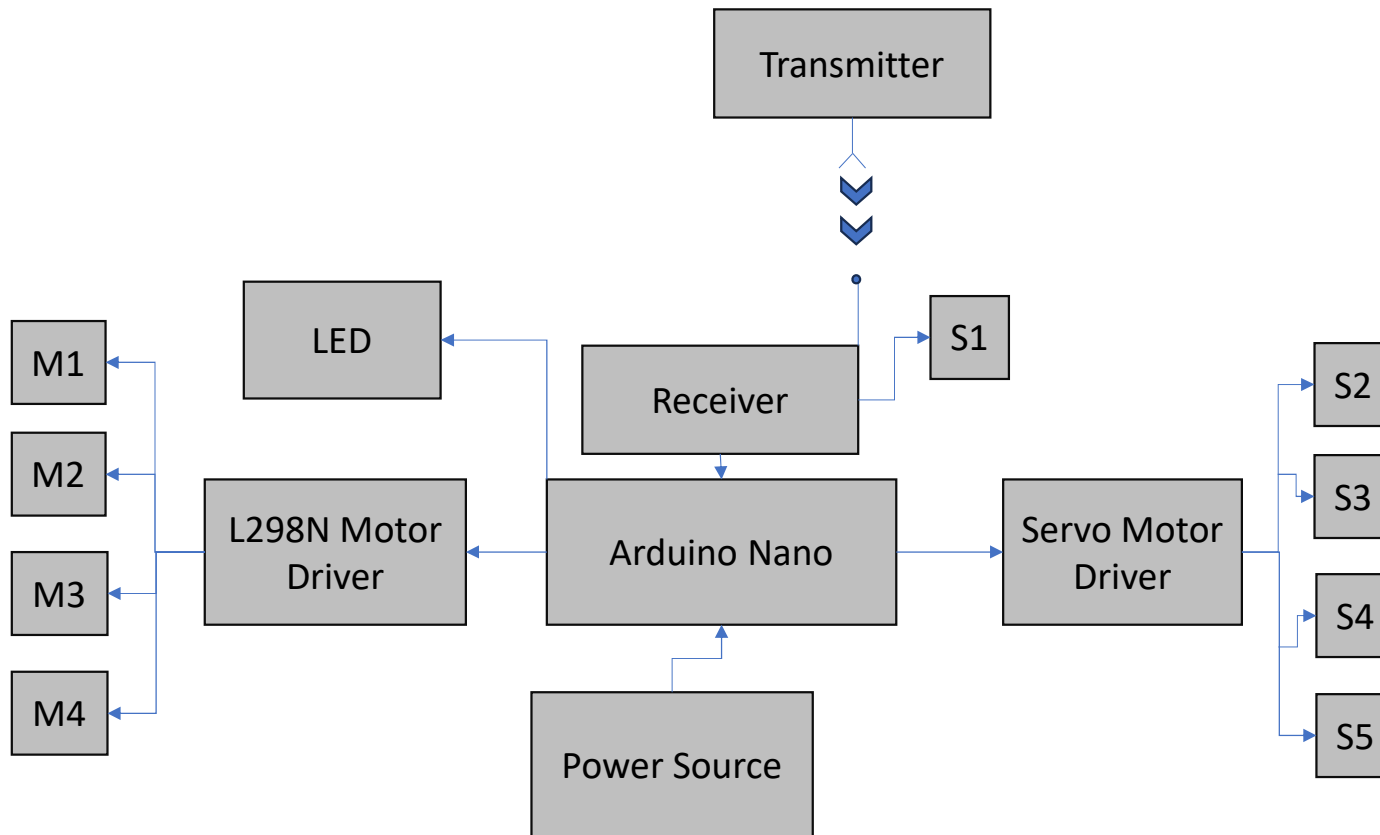 Transmitter
LED
S1
M1
Receiver
S2
M2
S3
L298N Motor
Driver
Arduino Nano
Servo Motor
Driver
M3
S4
M4
S5
Power Source